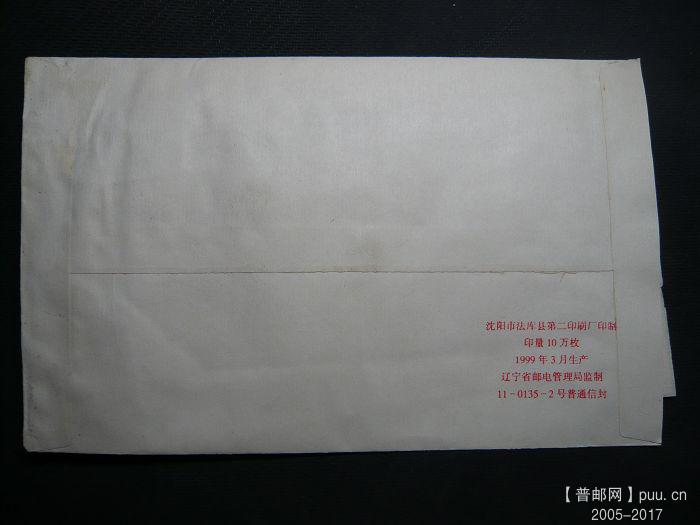 沈阳市法库县第二印刷厂印制
印量10万枚
1999年3月生产
辽宁省邮电管理局监制
11-0135-2号普通信封
【普邮网】puu.cn
2005-2017